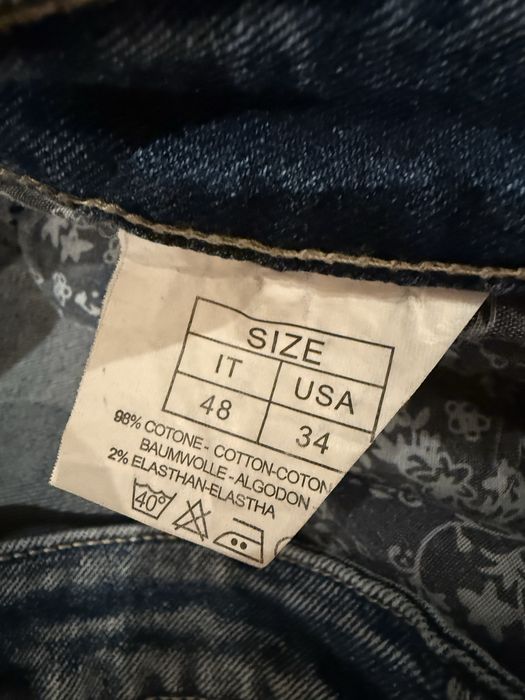 SIZE
IT USA
48 34
98% COTONE - COTTON-COTON
BAUMWOLLE - ALGODON
2% ELASTHAN-ELASTHA
40°